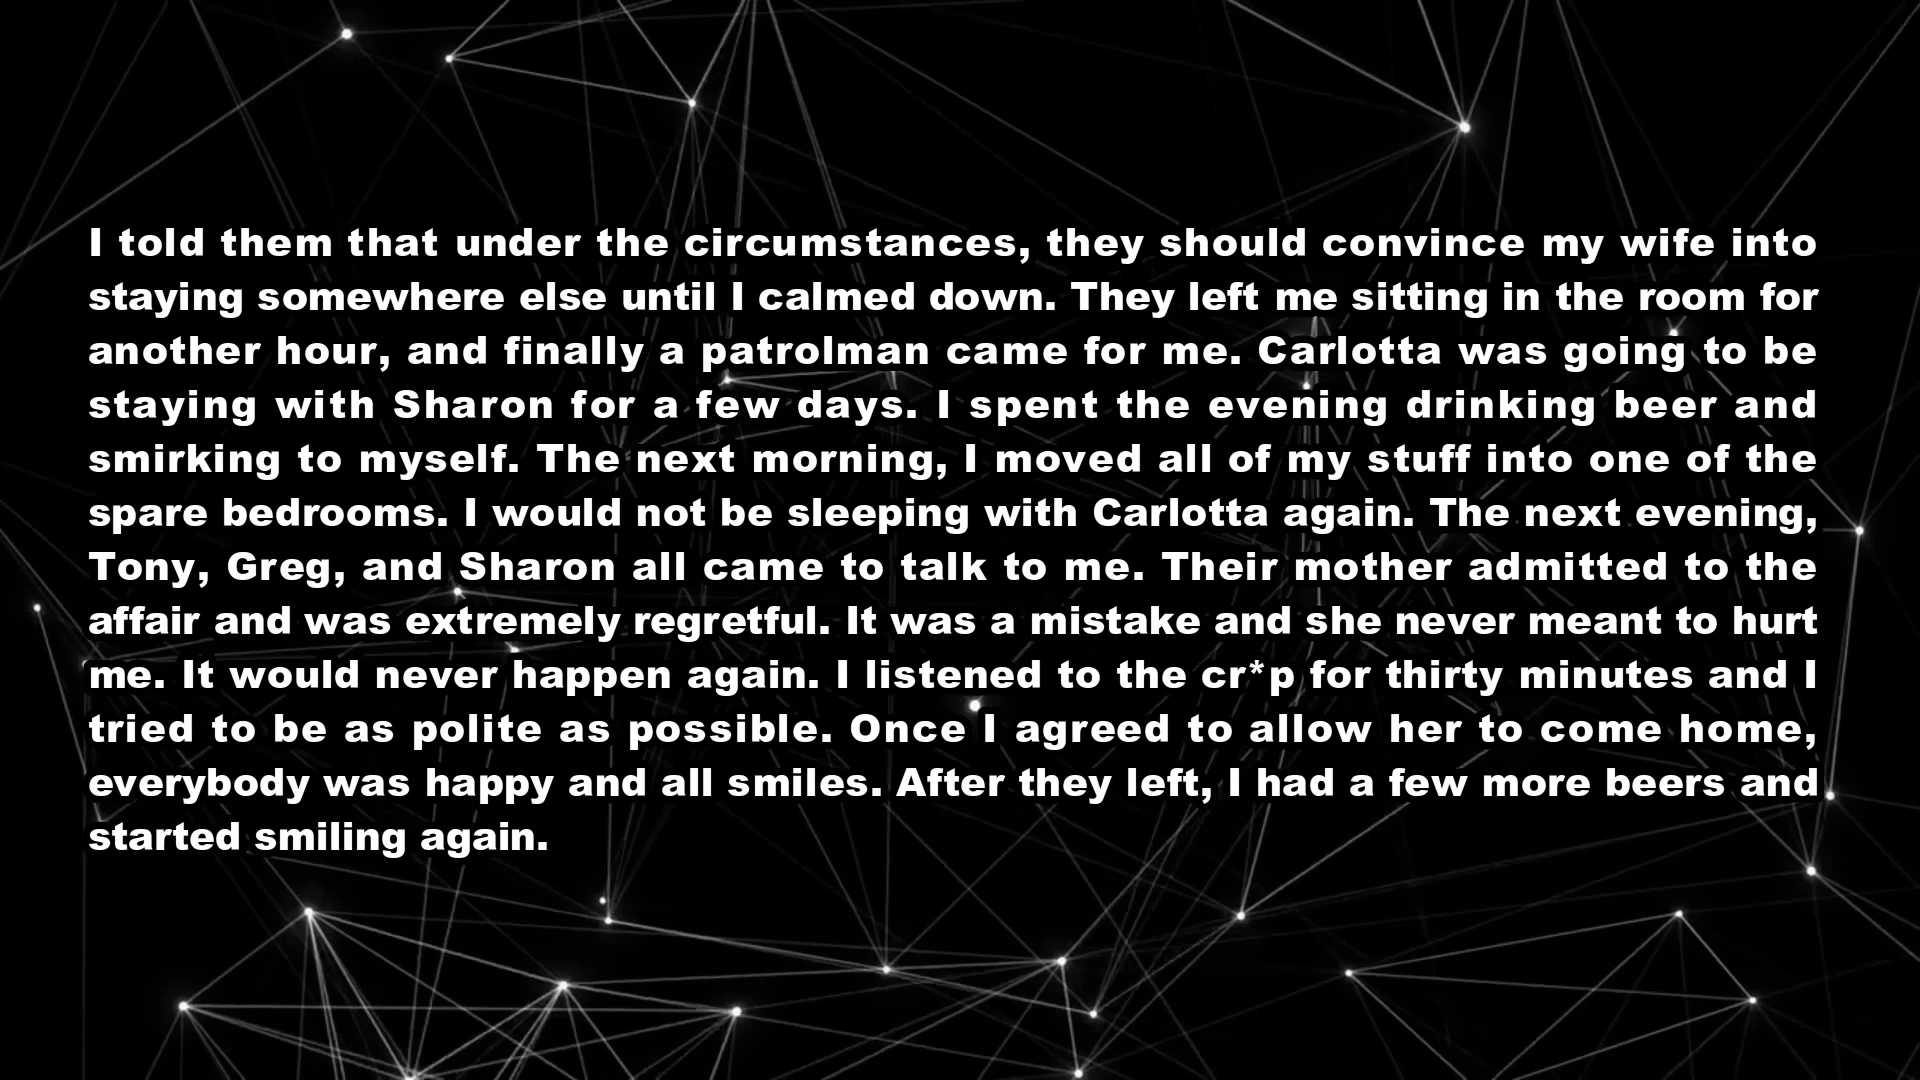 I told them that under the circumstances, they should convince my wife into
staying somewhere else until I calmed down. They left me sitting in the room for
another hour, and finally a patrolman came for me. Carlotta was going to be
staying with Sharon for a few days. I spent the evening drinking beer and
smirking to myself. The next morning, I moved all of my stuff into one of the
spare bedrooms. I would not be sleeping with Carlotta again. The next evening,
Tony, Greg, and Sharon all came to talk to me. Their mother admitted to the
affair and was extremely regretful. It was a mistake and she never meant to hurt
me. It would never happen again. I listened to the cr*p for thirty minutes and I
tried to be as polite as possible. Once I agreed to allow her to come home,
everybody was happy and all smiles. After they left, I had a few more beers and
started smiling again.